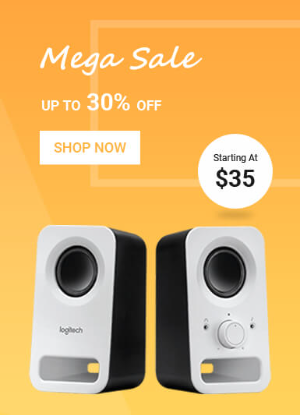 Mega Sale
UP TO 30% OFF
SHOP NOW
Starting At
$35
logitech